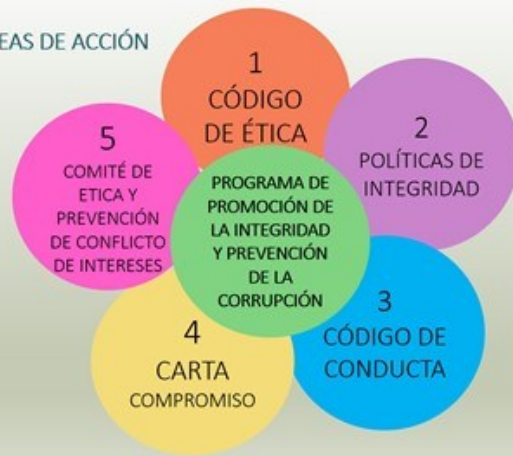 EAS DE ACCIÓN
1
CÓDIGO
DE ÉTICA
2
POLÍTICAS DE
INTEGRIDAD
3
CÓDIGO DE
CONDUCTA
4
CARTA
COMPROMISO
5
COMITÉ DE
ETICA Y
PREVENCIÓN
DE CONFLICTO
DE INTERESES
PROGRAMA DE
PROMOCIÓN DE
LA INTEGRIDAD
Y PREVENCIÓN
DE LA
CORRUPCIÓN